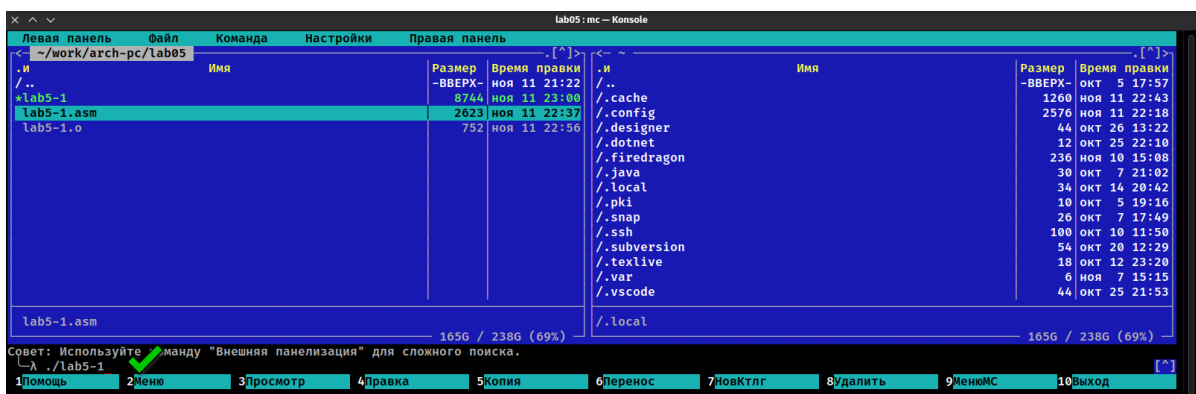 lab05 : mc — Konsole
Левая панель Файл Команда Настройки Правая панель
<— ~/work/arch-pc/lab05 .[^]> <— ~ .[^]>
.и Имя Размер Время правки .и Имя Размер Время правки
/.. -ВВЕРХ- ноя 11 21:22 /.. -ВВЕРХ- окт 5 17:57
*lab5-1 8744 ноя 11 23:00 /.cache 1260 ноя 11 22:43
lab5-1.asm 2623 ноя 11 22:37 /.config 2576 ноя 11 22:18
lab5-1.o 752 ноя 11 22:56 /.designer 44 окт 26 13:22
/.dotnet 12 окт 25 22:10
/.firedragon 236 ноя 10 15:08
/.java 30 окт 7 21:02
/.local 34 окт 14 20:42
/.pki 10 окт 5 19:16
/.snap 26 окт 7 17:49
/.ssh 100 окт 10 11:50
/.subversion 54 окт 20 12:29
/.texlive 18 окт 12 23:20
/.var 6 ноя 7 15:15
/.vscode 44 окт 25 21:53
lab5-1.asm /.local
165G / 238G (69%) 165G / 238G (69%)
Совет: Используйте команду "Внешняя панелизация" для сложного поиска.
λ ./lab5-1 [^]
1Помощь 2Меню 3Просмотр 4Правка 5Копия 6Перенос 7НовКтлг 8Удалить 9МенюМС 10Выход